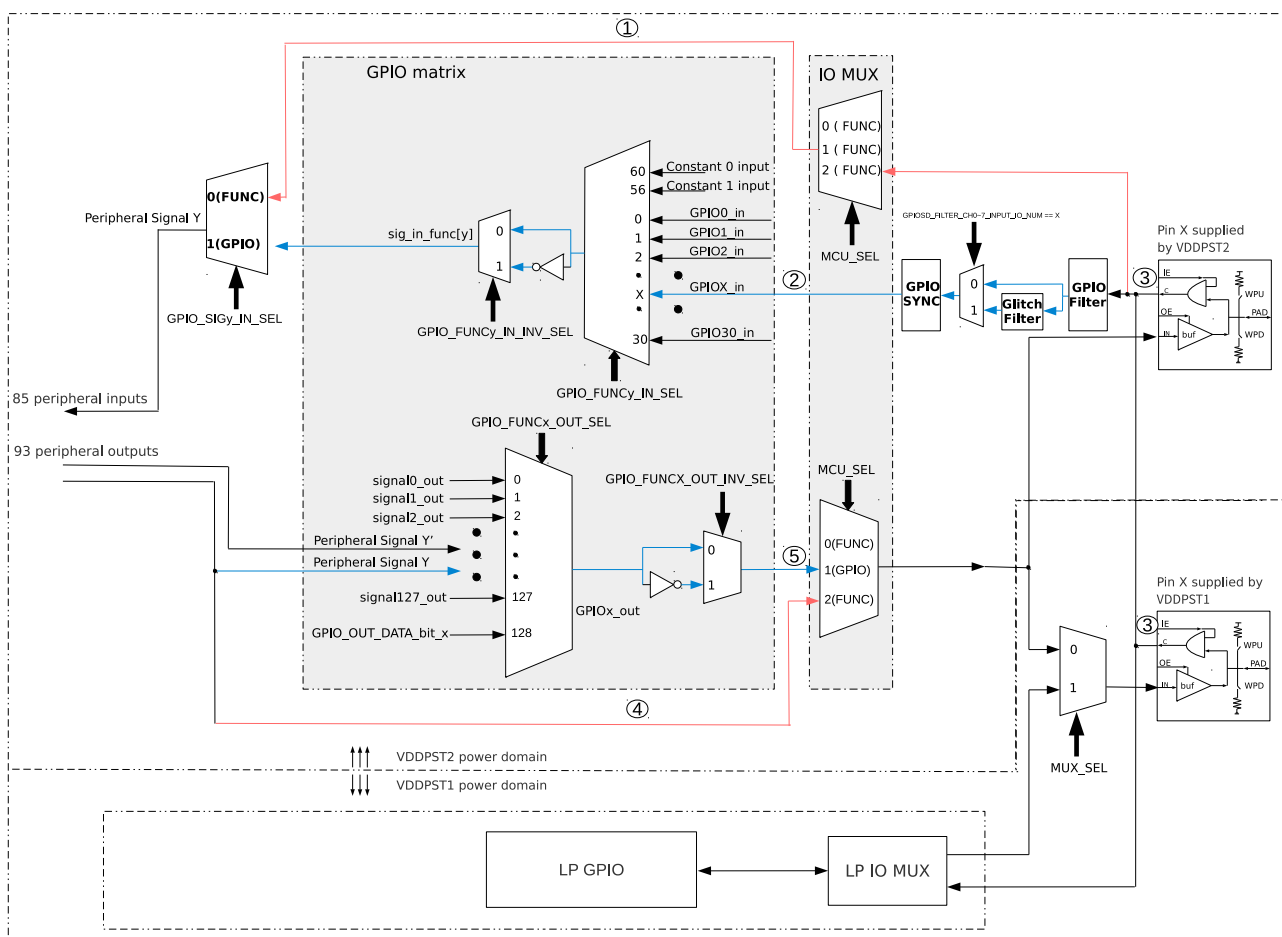 ①
GPIO matrix
IO MUX
0 ( FUNC)
1 ( FUNC)
2 ( FUNC)
MCU_SEL
Constant 0 input
Constant 1 input
60
56
0
1
2
X
30
GPIO0_in
GPIO1_in
GPIO2_in
GPIOX_in
GPIO30_in
②
0(FUNC)
1(GPIO)
Peripheral Signal Y
GPIO_SIGy_IN_SEL
sig_in_func[y]
0
1
GPIO_FUNCy_IN_INV_SEL
GPIO_FUNCy_IN_SEL
GPIOSD_FILTER_CH0~7_INPUT_IO_NUM == X
GPIO
SYNC
0
1
Glitch
Filter
GPIO
Filter
Pin X supplied
by VDDPST2
③
IE
C
OE
IN
buf
WPU
PAD
WPD
85 peripheral inputs
93 peripheral outputs
GPIO_FUNCx_OUT_SEL
signal0_out
signal1_out
signal2_out
Peripheral Signal Y'
Peripheral Signal Y
signal127_out
GPIO_OUT_DATA_bit_x
0
1
2
127
128
GPIOx_out
GPIO_FUNCX_OUT_INV_SEL
0
1
⑤
MCU_SEL
0(FUNC)
1(GPIO)
2(FUNC)
④
Pin X supplied by
VDDPST1
③
IE
C
OE
IN
buf
WPU
PAD
WPD
0
1
MUX_SEL
VDDPST2 power domain
VDDPST1 power domain
LP GPIO
LP IO MUX